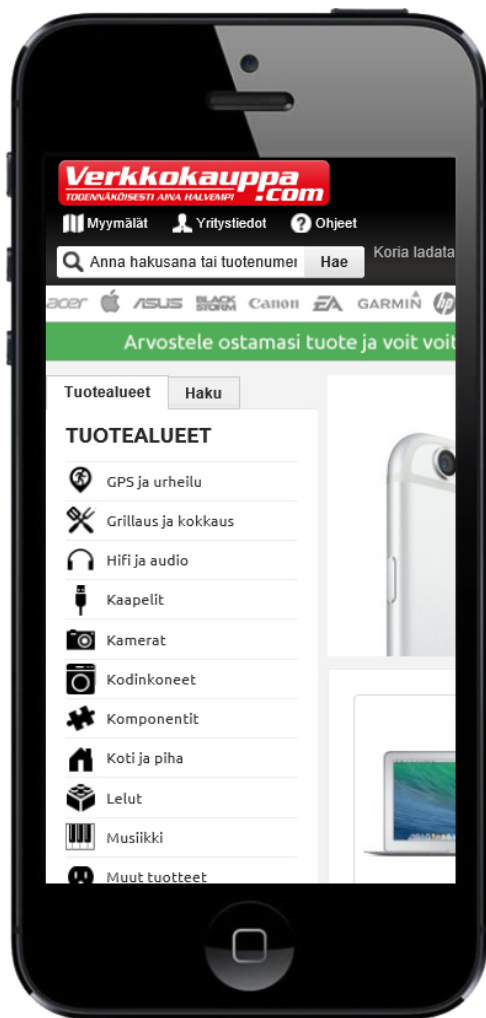 Verkkokauppa
.com
TODENNÄKÖISESTI AINA HALVEMPI
Myymälät Yritystiedot ? Ohjeet
Anna hakusana tai tuotenumer Hae Koria ladata
acer ASUS BLACK STORM Canon EA GARMIN hp
Arvostele ostamasi tuote ja voit voit
Tuotealueet Haku
TUOTEALUEET
GPS ja urheilu
Grillaus ja kokkaus
Hifi ja audio
Kaapelit
Kamerat
Kodinkoneet
Komponentit
Koti ja piha
Lelut
Musiikki
Muut tuotteet